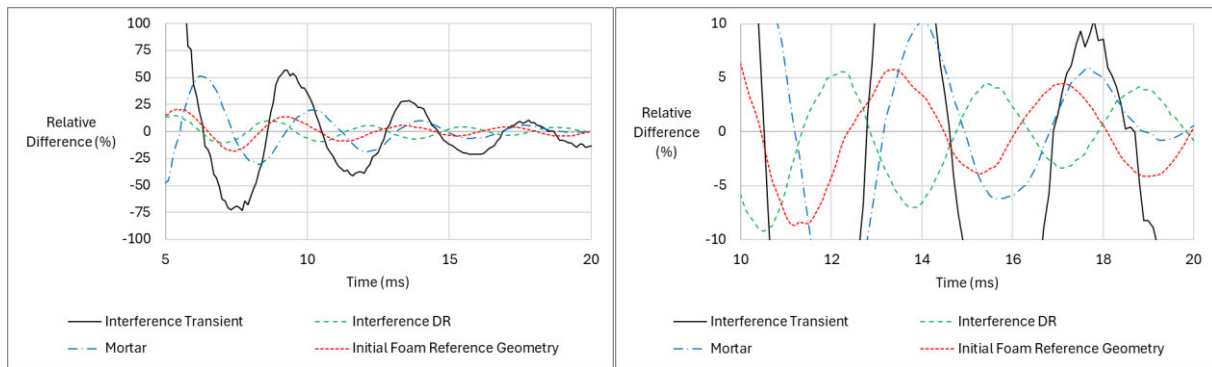 100
75
50
25
0
-25
-50
-75
-100
Relative
Difference (%)
5
10
15
20
Time (ms)
Interference Transient
Interference DR
Mortar
Initial Foam Reference Geometry
10
5
0
-5
-10
Relative
Difference
(%)
10
12
14
16
18
20
Time (ms)
Interference Transient
Interference DR
Mortar
Initial Foam Reference Geometry